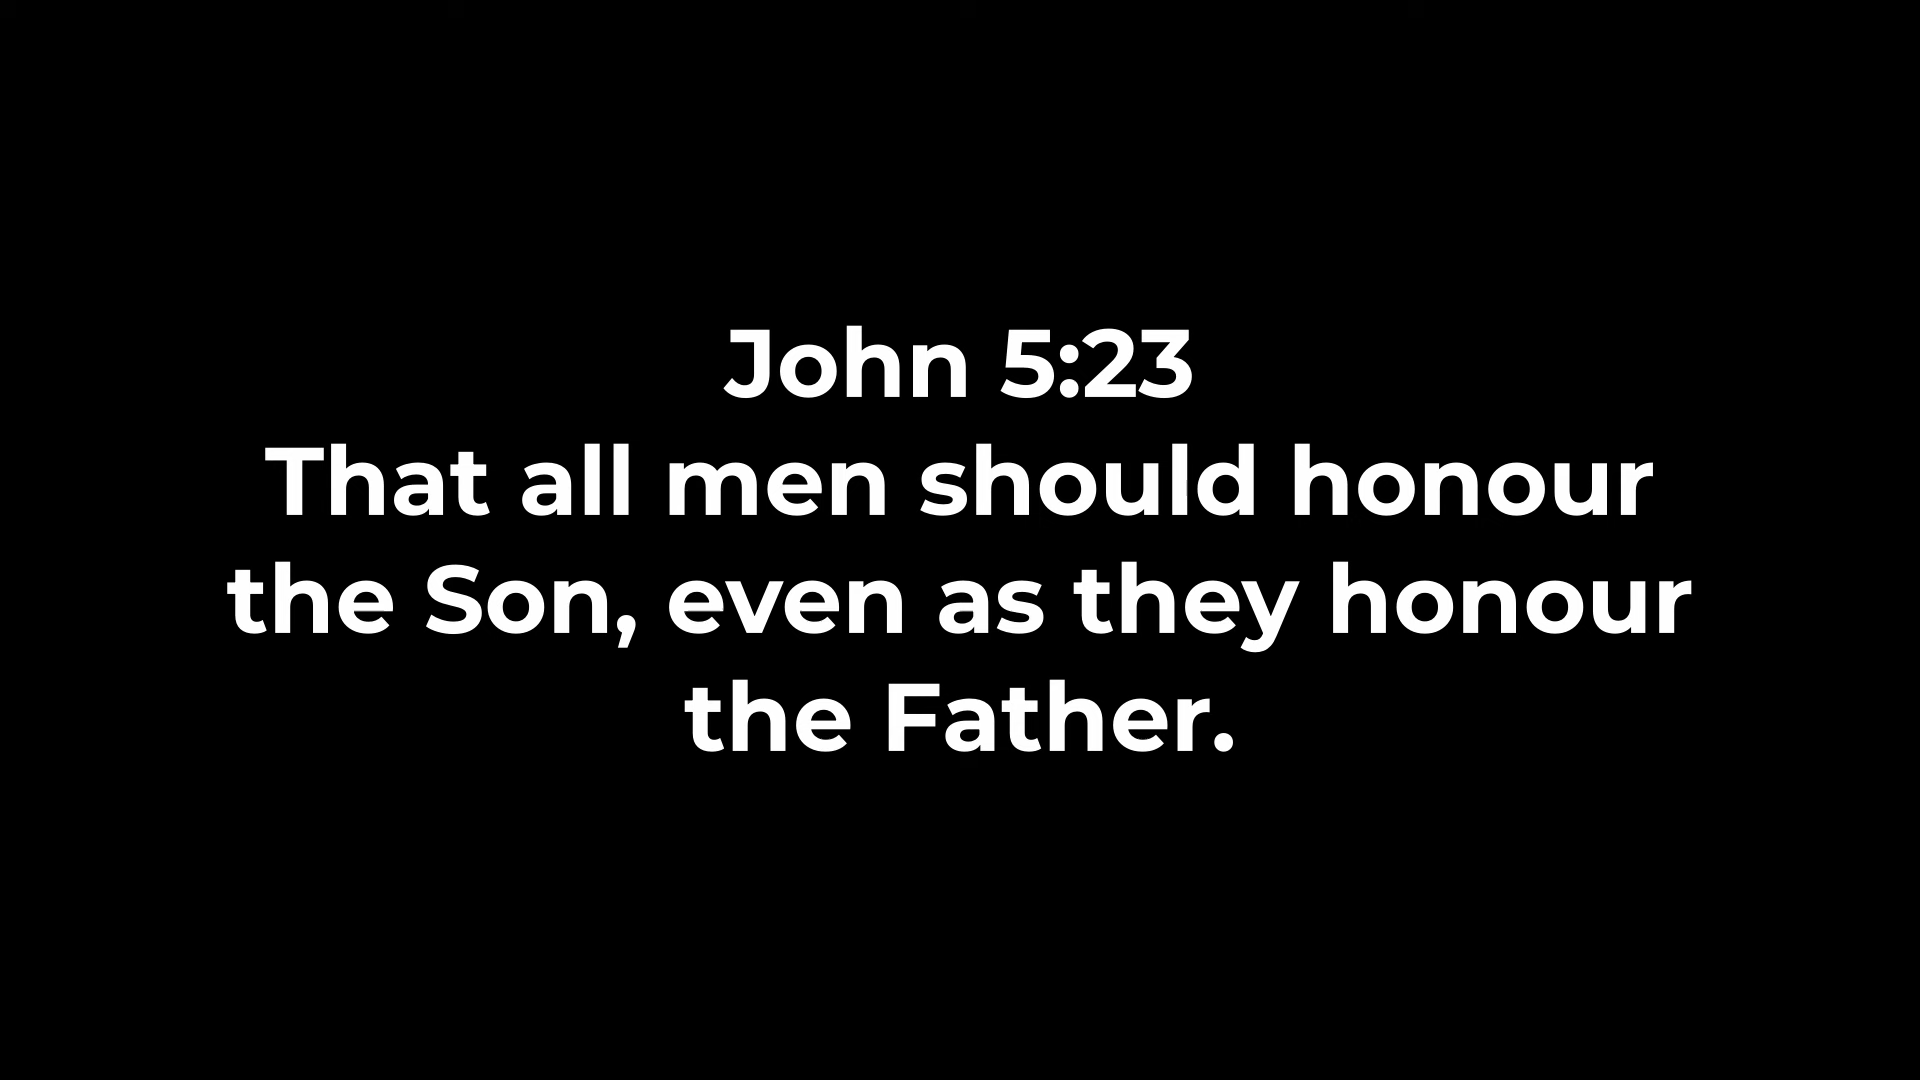 John 5:23
That all men should honour
the Son, even as they honour
the Father.